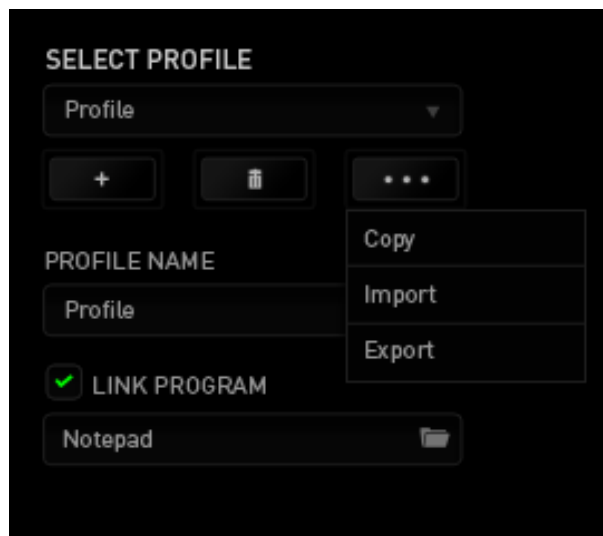 SELECT PROFILE
Profile
+
Copy
PROFILE NAME
Import
Profile
Export
LINK PROGRAM
Notepad